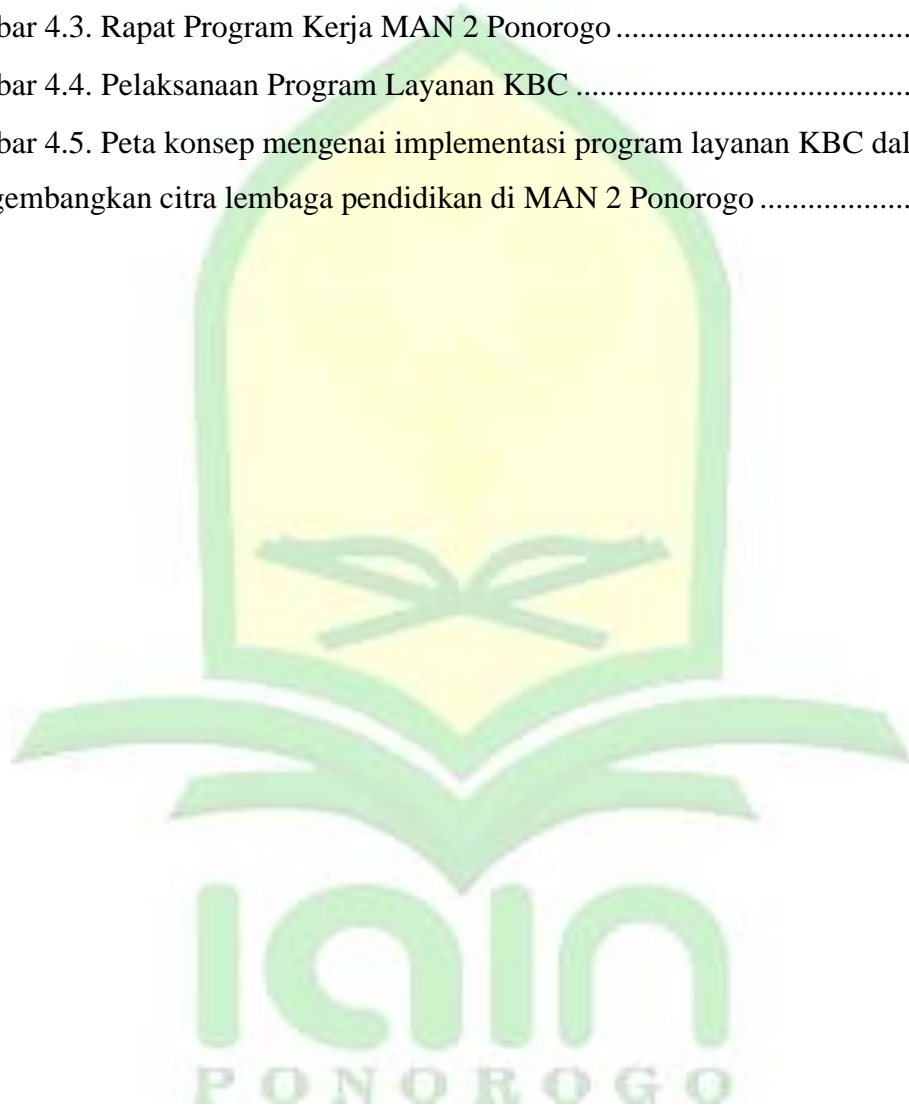 bar 4.3. Rapat Program Kerja MAN 2 Ponorogo ..................................
bar 4.4. Pelaksanaan Program Layanan KBC .......................................
bar 4.5. Peta konsep mengenai implementasi program layanan KBC dal
gembangkan citra lembaga pendidikan di MAN 2 Ponorogo ..................
iain
PONOROGO